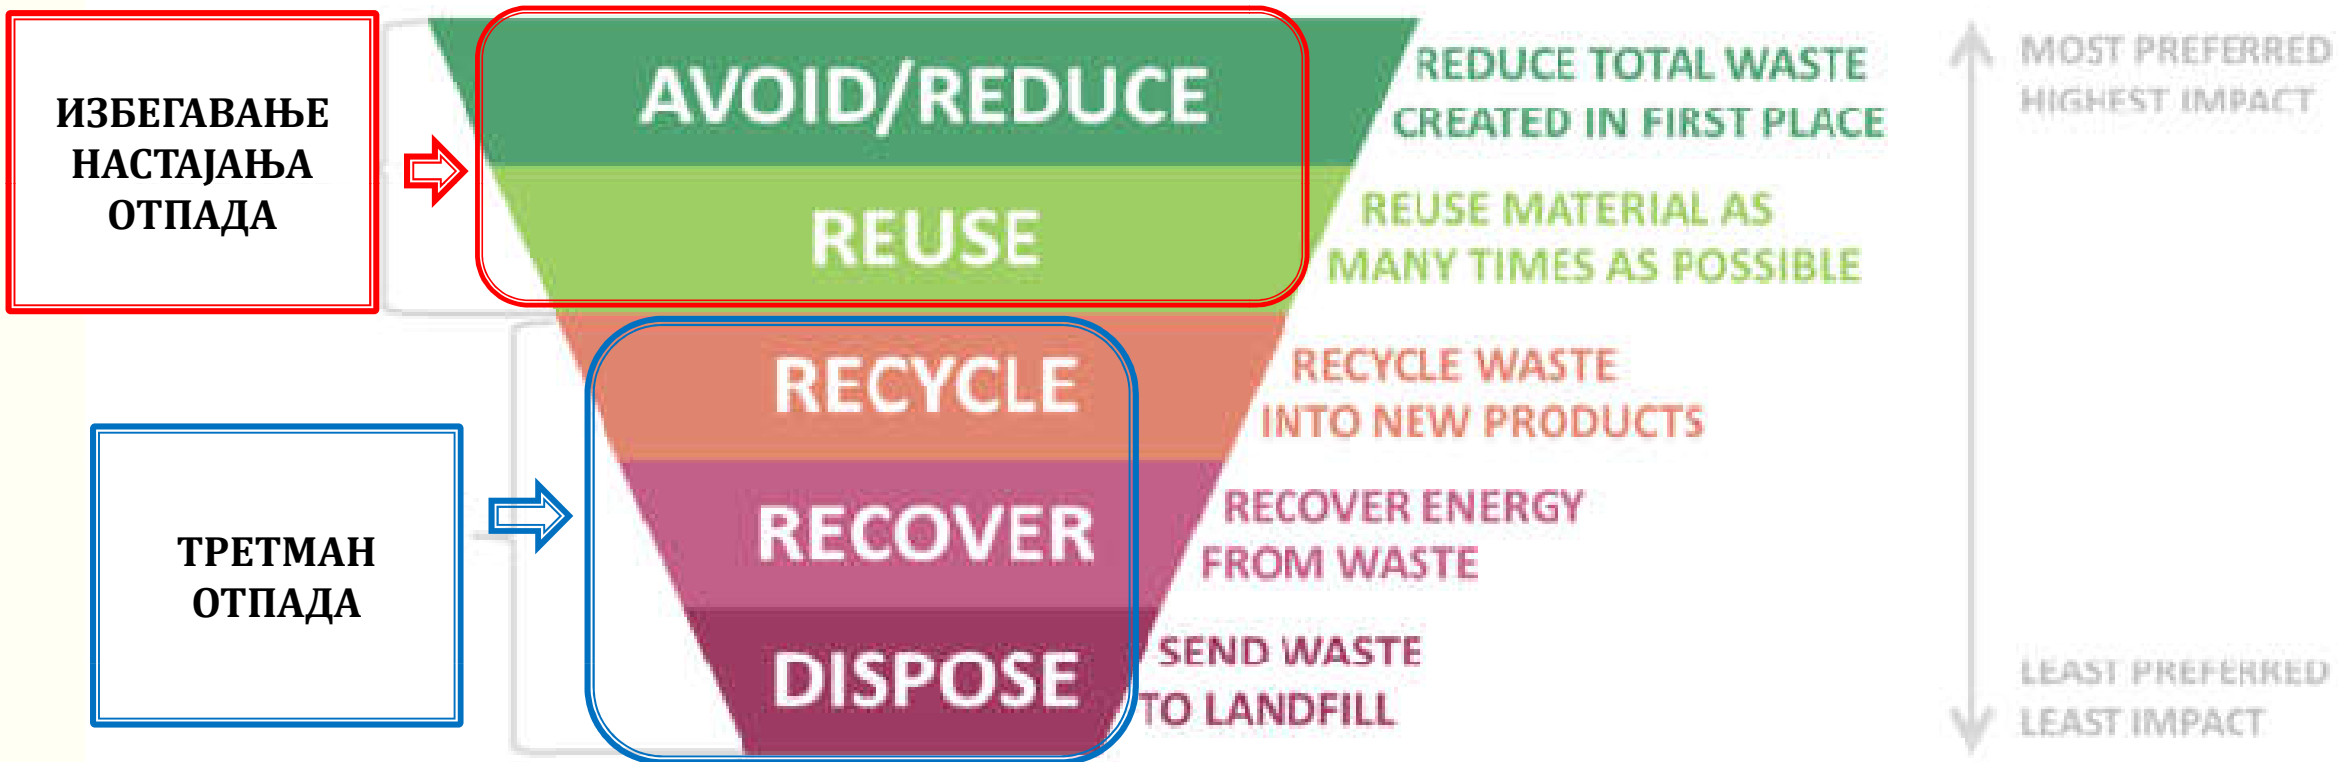 ИЗБЕГАВАЊЕ
НАСТАЈАЊА
ОТПАДА
AVOID/REDUCE
REDUCE TOTAL WASTE
CREATED IN FIRST PLACE
REUSE
REUSE MATERIAL AS
MANY TIMES AS POSSIBLE
ТРЕТМАН
ОТПАДА
RECYCLE
RECYCLE WASTE
INTO NEW PRODUCTS
RECOVER
RECOVER ENERGY
FROM WASTE
DISPOSE
SEND WASTE
TO LANDFILL
MOST PREFERRED
HIGHEST IMPACT
LEAST PREFERRED
LEAST IMPACT